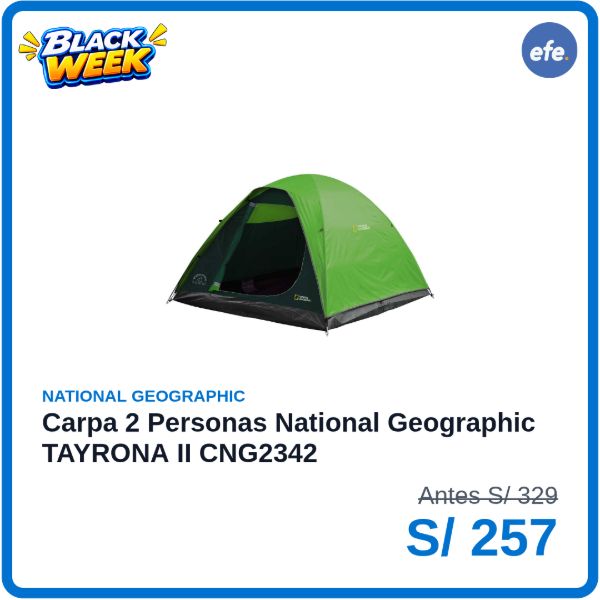 BLACK
WEEK
efe.
NATIONAL GEOGRAPHIC
Carpa 2 Personas National Geographic
TAYRONA II CNG2342
Antes S/ 329
S/ 257